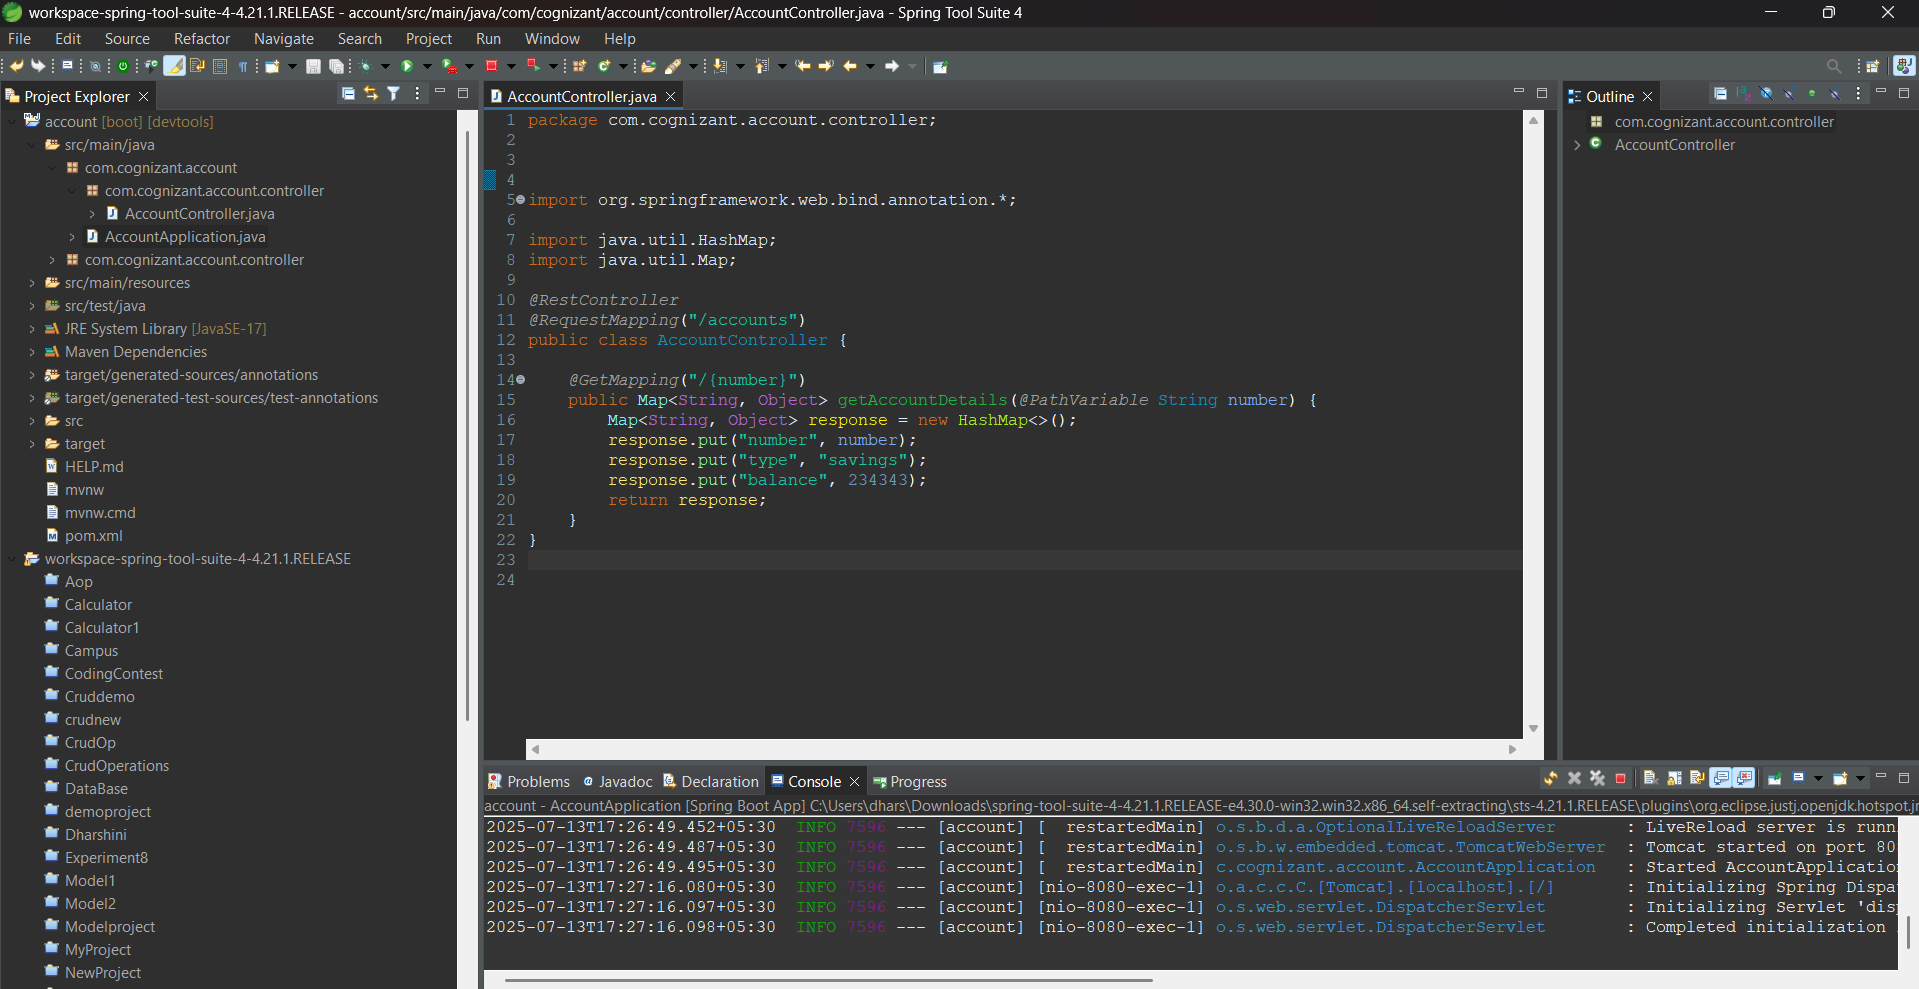 workspace-spring-tool-suite-4-4.21.1.RELEASE - account/src/main/java/com/cognizant/account/controller/AccountController.java - Spring Tool Suite 4
File Edit Source Refactor Navigate Search Project Run Window Help
Project Explorer
account [boot] [devtools]
src/main/java
com.cognizant.account
com.cognizant.account.controller
AccountController.java
AccountApplication.java
com.cognizant.account.controller
src/main/resources
src/test/java
JRE System Library [JavaSE-17]
Maven Dependencies
target/generated-sources/annotations
target/generated-test-sources/test-annotations
src
target
HELP.md
mvnw
mvnw.cmd
pom.xml
workspace-spring-tool-suite-4-4.21.1.RELEASE
Aop
Calculator
Calculator1
Campus
CodingContest
Cruddemo
crudnew
CrudOp
CrudOperations
DataBase
demoproject
Dharshini
Experiment8
Model1
Model2
Modelproject
MyProject
NewProject
AccountController.java
1 package com.cognizant.account.controller;
2
3
4
5 import org.springframework.web.bind.annotation.*;
6
7 import java.util.HashMap;
8 import java.util.Map;
9
10 @RestController
11 @RequestMapping("/accounts")
12 public class AccountController {
13
14 @GetMapping("/{number}")
15 public Map<String, Object> getAccountDetails(@PathVariable String number) {
16 Map<String, Object> response = new HashMap<>();
17 response.put("number", number);
18 response.put("type", "savings");
19 response.put("balance", 234343);
20 return response;
21 }
22 }
23
24
Outline
com.cognizant.account.controller
AccountController
Problems Javadoc Declaration Console Progress
account - AccountApplication [Spring Boot App] C:\Users\dhars\Downloads\spring-tool-suite-4-4.21.1.RELEASE-e4.30.0-win32.win32.x86_64.self-extracting\sts-4.21.1.RELEASE\plugins\org.eclipse.justj.openjdk.hotspot.jr
2025-07-13T17:26:49.452+05:30 INFO 7596 --- [account] [ restartedMain] o.s.b.d.a.OptionalLiveReloadServer : LiveReload server is runn
2025-07-13T17:26:49.487+05:30 INFO 7596 --- [account] [ restartedMain] o.s.b.w.embedded.tomcat.TomcatWebServer : Tomcat started on port 80
2025-07-13T17:26:49.495+05:30 INFO 7596 --- [account] [ restartedMain] c.cognizant.account.AccountApplication : Started AccountApplication
2025-07-13T17:27:16.080+05:30 INFO 7596 --- [account] [nio-8080-exec-1] o.a.c.c.C.[Tomcat].[localhost].[/] : Initializing Spring Dispa
2025-07-13T17:27:16.097+05:30 INFO 7596 --- [account] [nio-8080-exec-1] o.s.web.servlet.DispatcherServlet : Initializing Servlet 'disp
2025-07-13T17:27:16.098+05:30 INFO 7596 --- [account] [nio-8080-exec-1] o.s.web.servlet.DispatcherServlet : Completed initialization